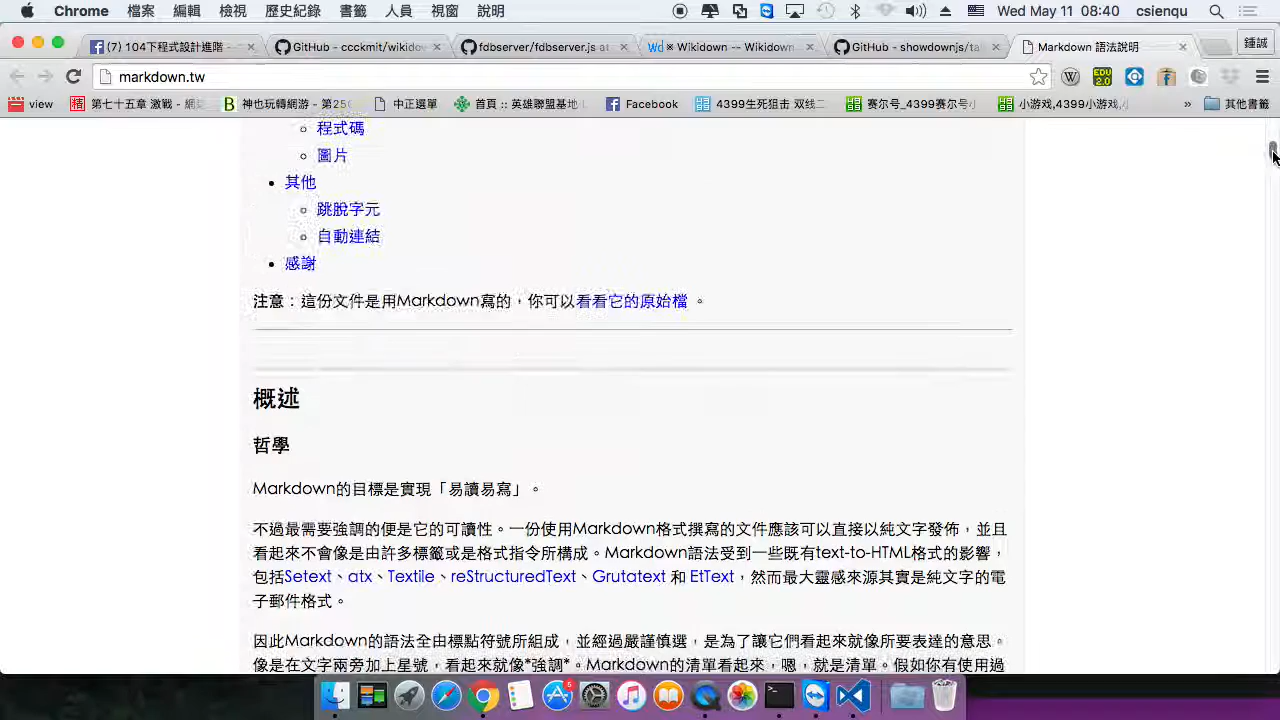 Chrome 檔案 編輯 檢視 歷史紀錄 書籤 人員 視窗 說明 Wed May 11 08:40 csienqu
(7) 104下程式設計進階 - GitHub - ccckmit/wikidov fdbserver/fdbserver.js at Wd ※ Wikidown -- Wikidown GitHub - showdownjs/ta Markdown 語法說明 鍾誠
markdown.tw
view 第七十五章 激戰 - 網 神也玩轉網游 - 第25 中正選單 首頁 : 英雄聯盟基地 L Facebook 4399生死狙击 双线二 赛尔号_4399赛尔号小 小游戏,4399小游戏,小 » 其他書籤
程式碼
圖片
其他
跳脫字元
自動連結
感謝
注意：這份文件是用Markdown寫的，你可以看看它的原始檔 。
概述
哲學
Markdown的目標是實現「易讀易寫」。
不過最需要強調的便是它的可讀性。一份使用Markdown格式撰寫的文件應該可以直接以純文字發佈，並且
看起來不會像是由許多標籤或是格式指令所構成。Markdown語法受到一些既有text-to-HTML格式的影響，
包括Setext、atx、Textile、reStructuredText、Grutatext 和 EtText，然而最大靈感來源其實是純文字的電
子郵件格式。
因此Markdown的語法全由標點符號所組成，並經過嚴謹慎選，是為了讓它們看起來就像所要表達的意思。
像是在文字兩旁加上星號，看起來就像*強調*。Markdown的清單看起來，嗯，就是清單。假如你有使用過